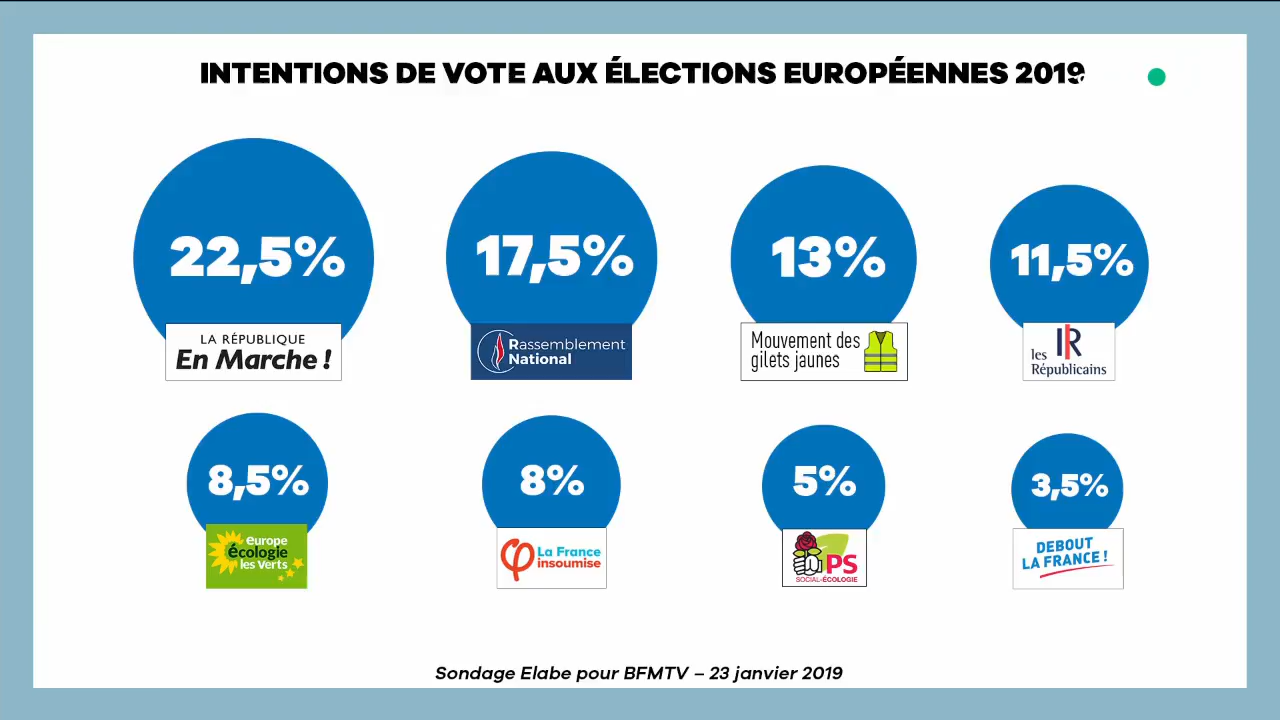 INTENTIONS DE VOTE AUX ÉLECTIONS EUROPÉENNES 2019
22,5%
17,5%
13%
11,5%
LA RÉPUBLIQUE
En Marche !
Rassemblement
National
Mouvement des
gilets jaunes
lR
les
Républicains
8,5%
8%
5%
3,5%
europe
écologie
les Verts
La France
insoumise
PS
SOCIAL-ÉCOLOGIE
DEBOUT
LA FRANCE !
Sondage Elabe pour BFMTV – 23 janvier 2019